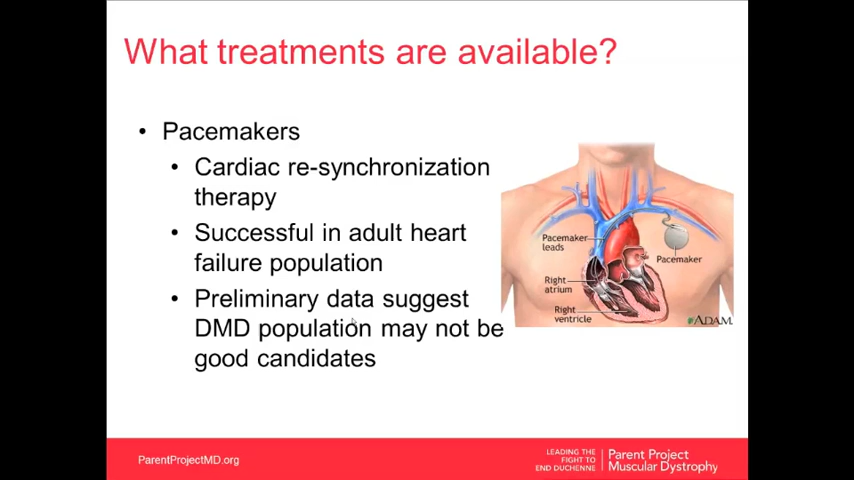 What treatments are available?
• Pacemakers
• Cardiac re-synchronization
therapy
• Successful in adult heart
failure population
• Preliminary data suggest
DMD population may not be
good candidates
Pacemaker
leads
Pacemaker
Right
atrium
Right
ventricle
ADAM.
ParentProjectMD.org
LEADING THE
FIGHT TO
END DUCHENNE
Parent Project
Muscular Dystrophy